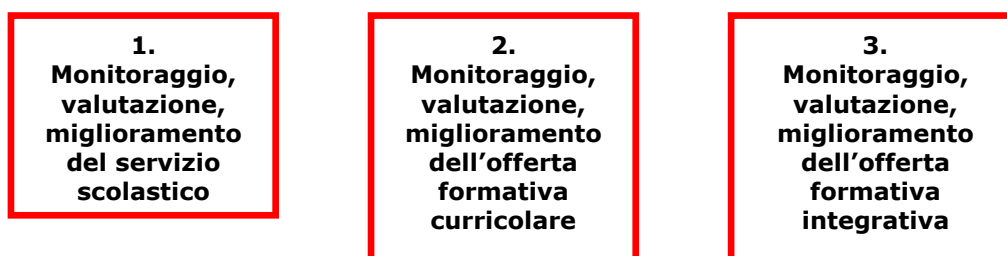 1.
Monitoraggio,
valutazione,
miglioramento
del servizio
scolastico
2.
Monitoraggio,
valutazione,
miglioramento
dell’offerta
formativa
curricolare
3.
Monitoraggio,
valutazione,
miglioramento
dell’offerta
formativa
integrativa